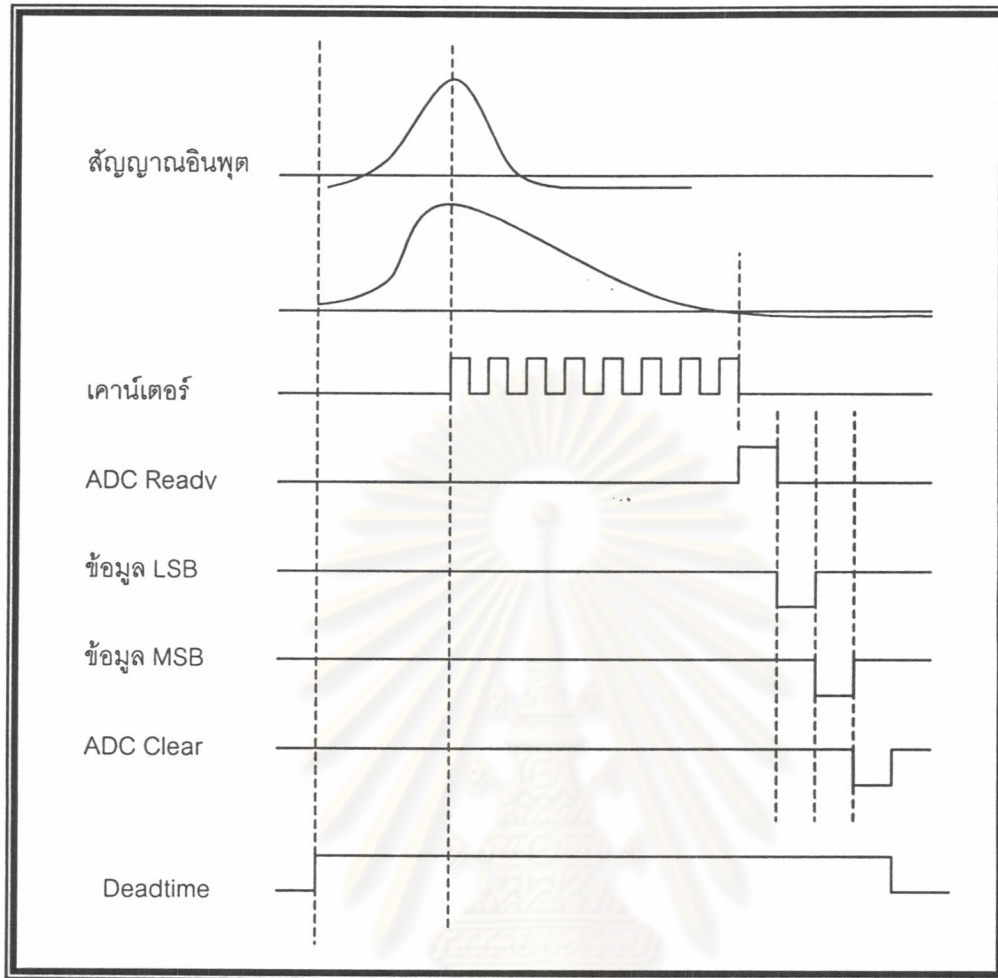 สัญญาณอินพุต
เคาน์เตอร์
ADC Readv
ข้อมูล LSB
ข้อมูล MSB
ADC Clear
Deadtime